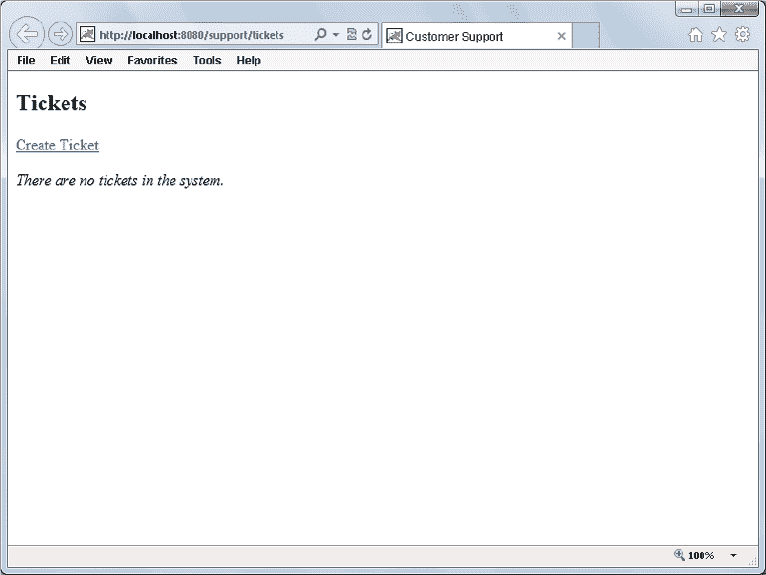 http://localhost:8080/support/tickets
Customer Support
File Edit View Favorites Tools Help
Tickets
Create Ticket
There are no tickets in the system.
100%